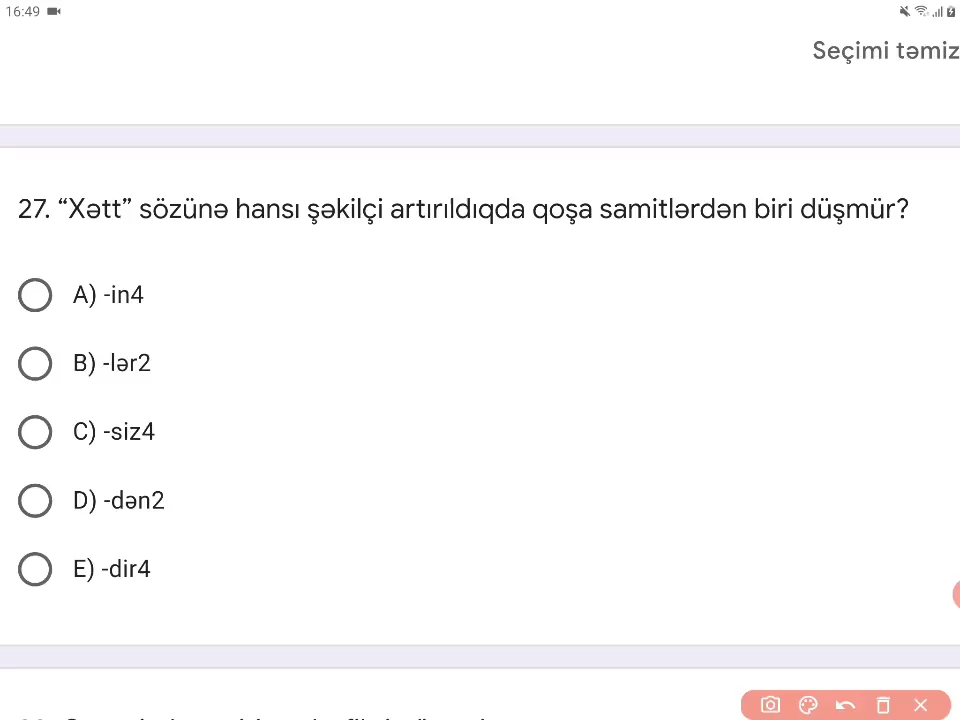 16:49
Seçimi təmiz
27. “Xətt” sözünə hansı şəkilçi artırıldıqda qoşa samitlərdən biri düşmür?
A) -in4
B) -lər2
C) -siz4
D) -dən2
E) -dir4